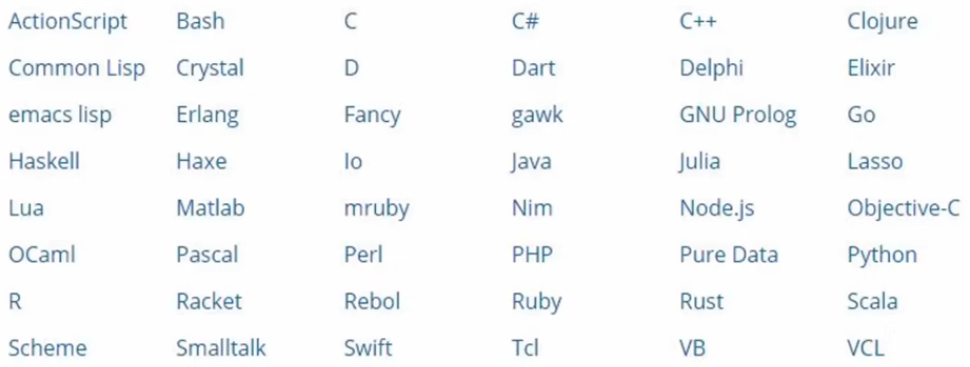 ActionScript Bash C C# C++ Clojure
Common Lisp Crystal D Dart Delphi Elixir
emacs lisp Erlang Fancy gawk GNU Prolog Go
Haskell Haxe Io Java Julia Lasso
Lua Matlab mruby Nim Node.js Objective-C
OCaml Pascal Perl PHP Pure Data Python
R Racket Rebol Ruby Rust Scala
Scheme Smalltalk Swift Tcl VB VCL